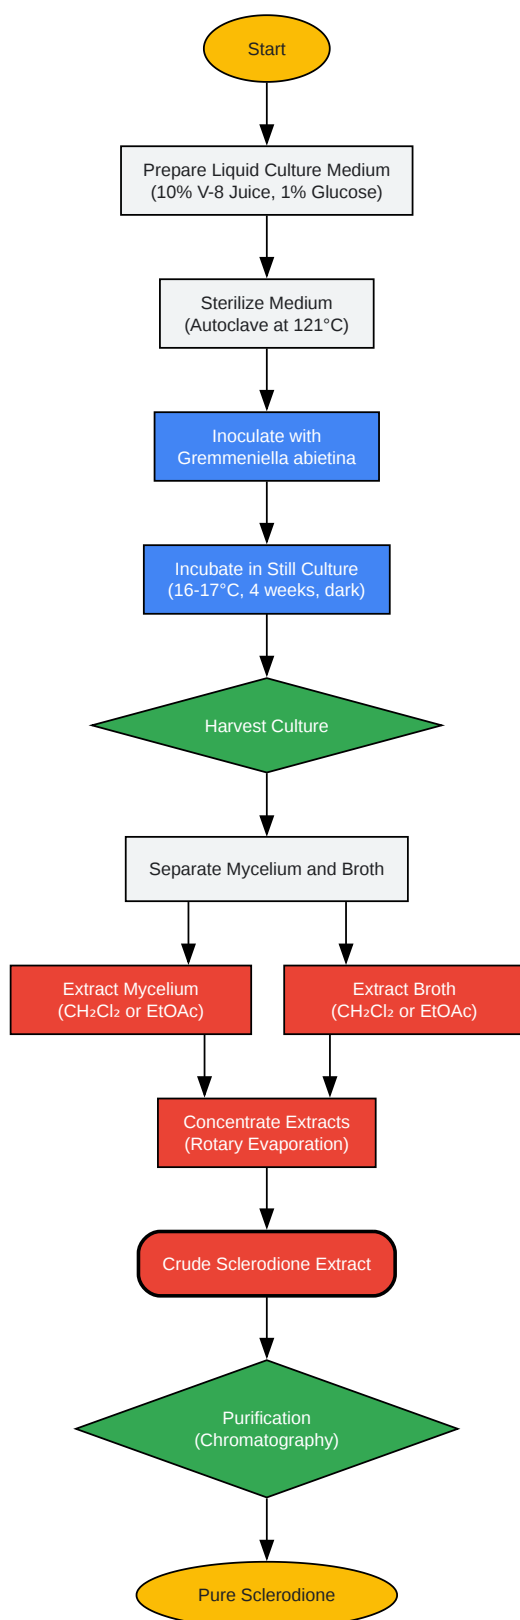 Start
Prepare Liquid Culture Medium
(10% V-8 Juice, 1% Glucose)
Sterilize Medium
(Autoclave at 121°C)
Inoculate with
Gremmeniella abietina
Incubate in Still Culture
(16-17°C, 4 weeks, dark)
Harvest Culture
Separate Mycelium and Broth
Extract Mycelium
(CH₂Cl₂ or EtOAc)
Extract Broth
(CH₂Cl₂ or EtOAc)
Concentrate Extracts
(Rotary Evaporation)
Crude Sclerodione Extract
Purification
(Chromatography)
Pure Sclerodione